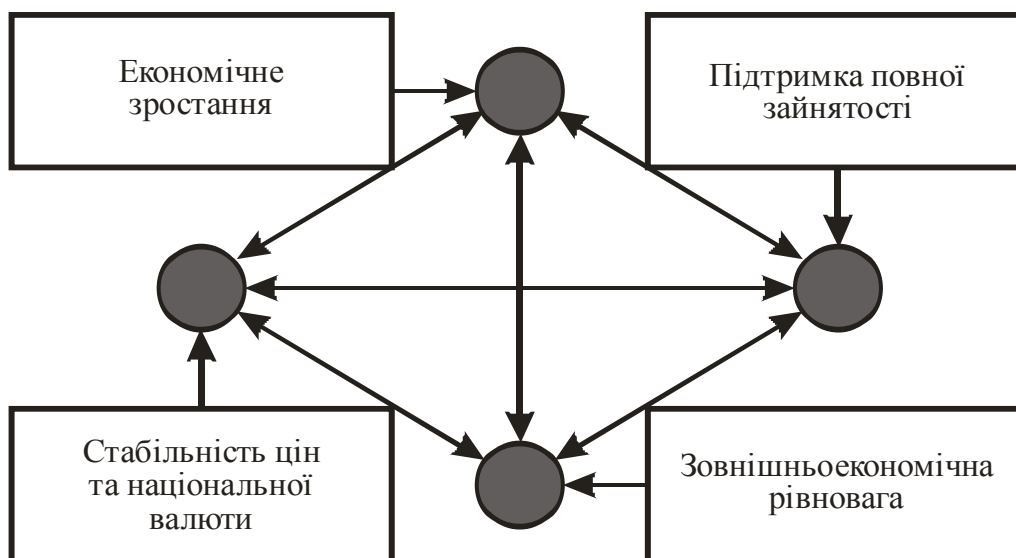 Економічне
зростання
Підтримка повної
зайнятості
Стабільність цін
та національної
валюти
Зовнішньоекономічна
рівновага